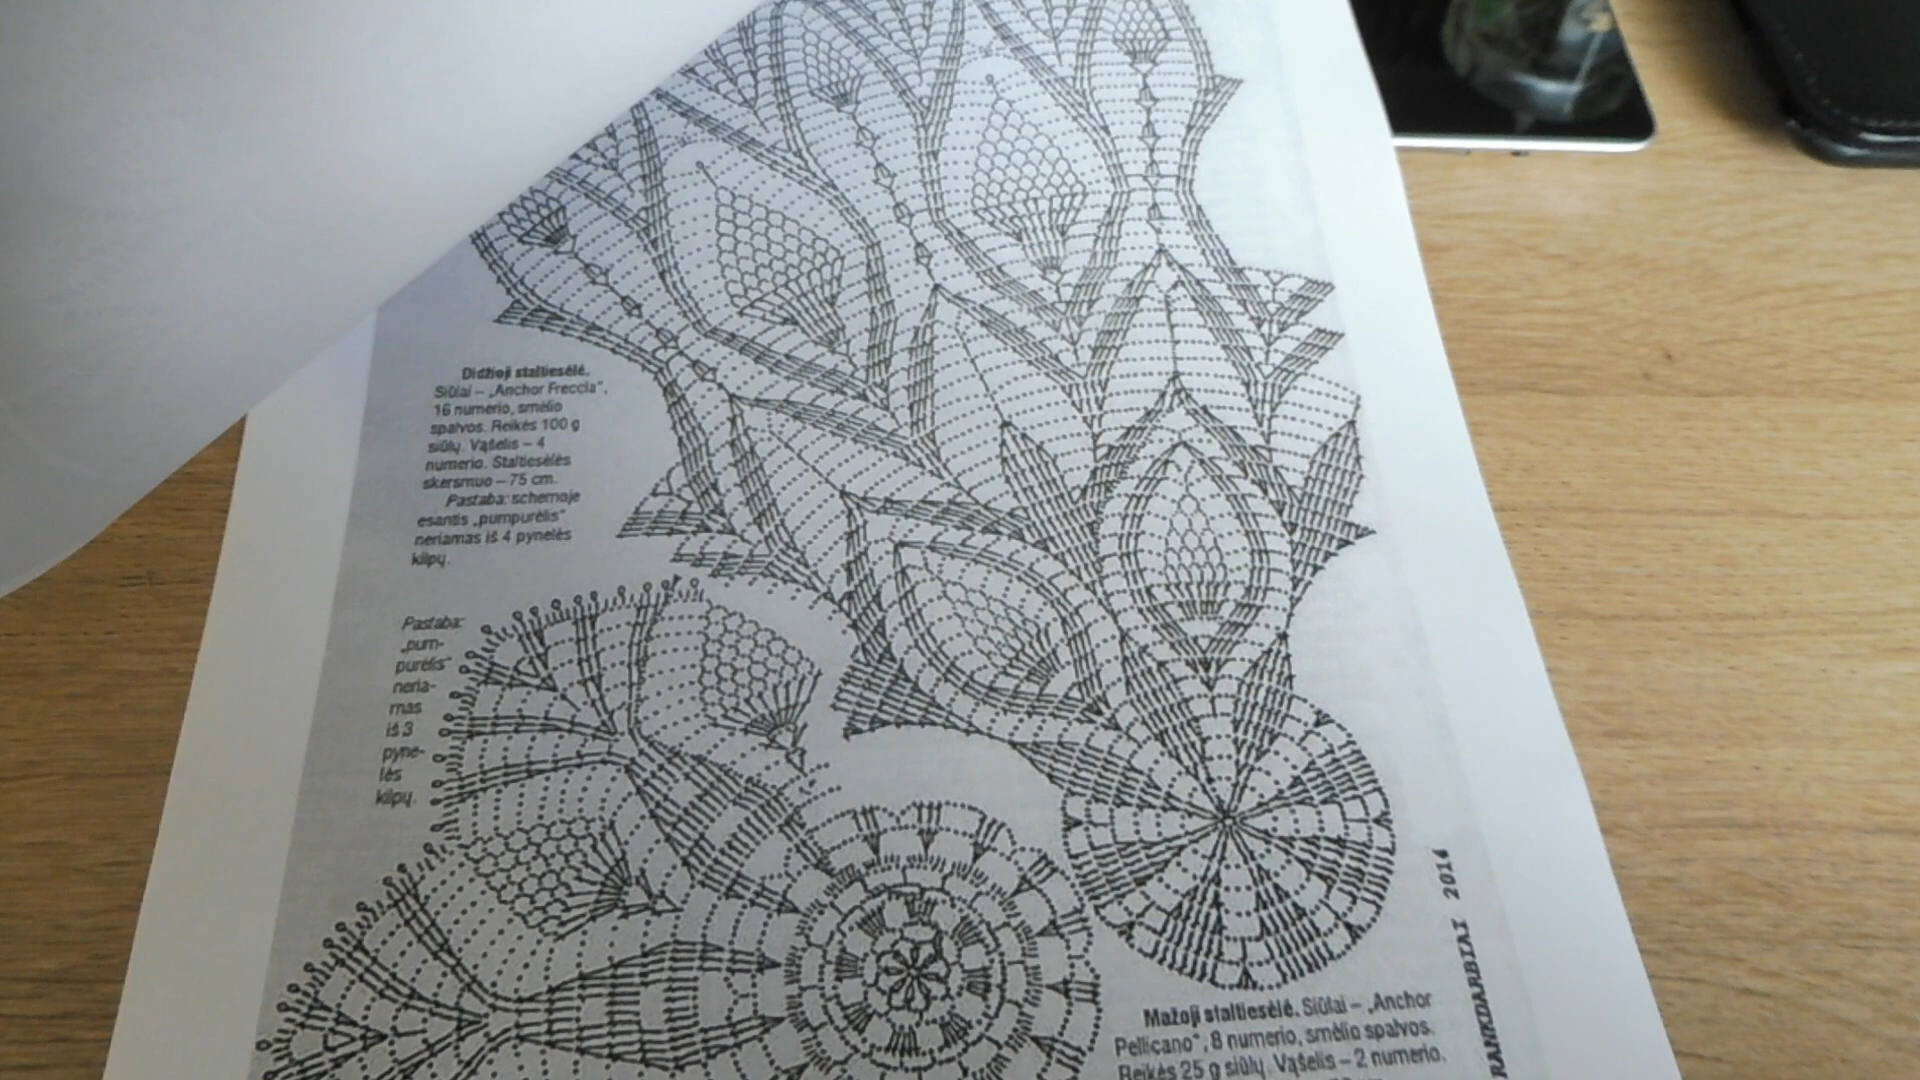 Didžioji staltiesėlė.
Siūlai – „Anchor Freccia“,
16 numerio, smėlio
spalvos. Reikės 100 g
siūlų. Vąšelis – 4
numerio. Staltiesėlės
skersmuo – 75 cm.
Pastaba: schemoje
esantis „pumpurėlis“
neriamas iš 4 pynelės
kilpų.
Pastaba:
„pum-
purėlis“
neria-
mas
iš 3
pyne-
lės
kilpų.
Mažoji staltiesėlė. Siūlai – „Anchor
Pellicano“, 8 numerio, smėlio spalvos.
Reikės 25 g siūlų. Vąšelis – 2 numerio.
RANKDARBIAI 2014